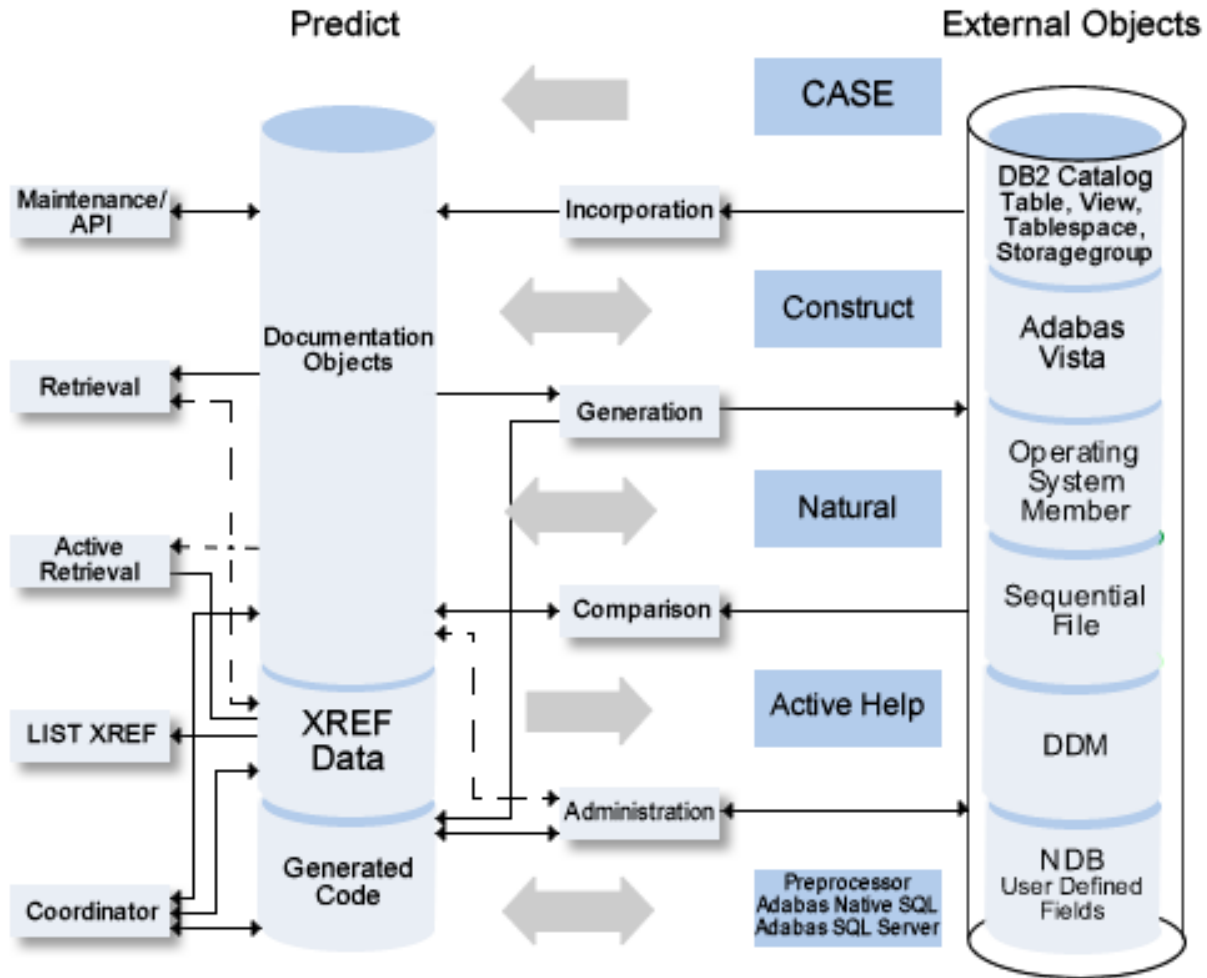 Predict
External Objects
CASE
DB2 Catalog
Table, View,
Tablespace,
Storagegroup
Maintenance/
API
Incorporation
Construct
Documentation
Objects
Adabas
Vista
Retrieval
Generation
Operating
System
Member
Natural
Active
Retrieval
Comparison
Sequential
File
Active Help
XREF
Data
LIST XREF
DDM
Administration
Generated
Code
Coordinator
Preprocessor
Adabas Native SQL
Adabas SQL Server
NDB
User Defined
Fields